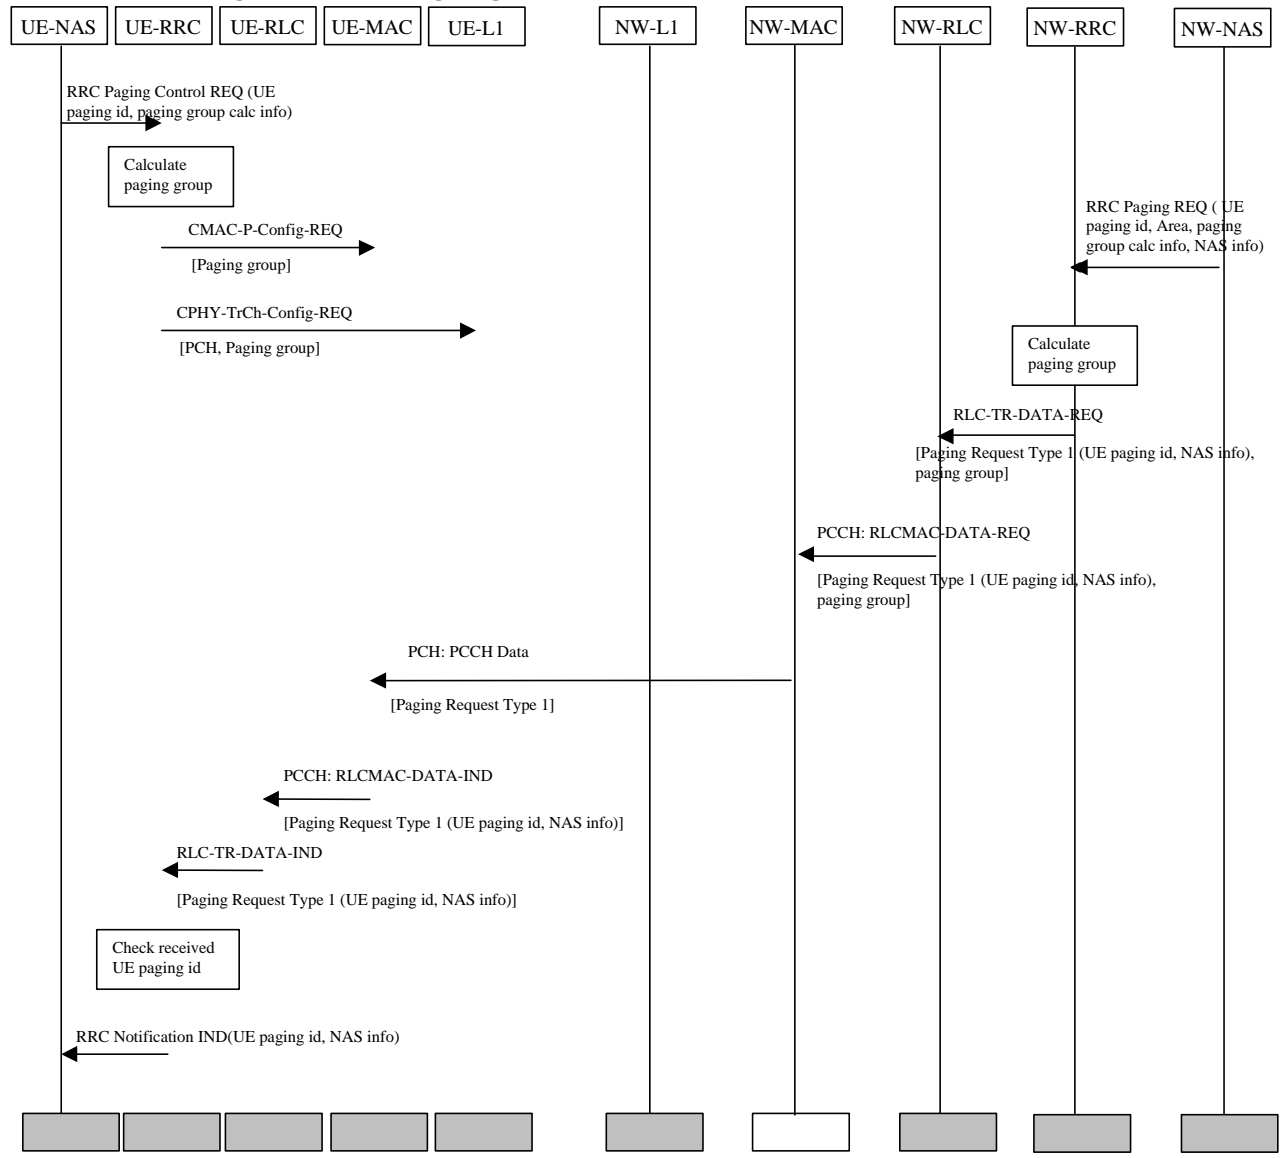 UE-NAS UE-RRC UE-RLC UE-MAC UE-L1 NW-L1 NW-MAC NW-RLC NW-RRC NW-NAS
RRC Paging Control REQ (UE
paging id, paging group calc info)
Calculate
paging group
CMAC-P-Config-REQ
[Paging group]
RRC Paging REQ ( UE
paging id, Area, paging
group calc info, NAS info)
CPHY-TrCh-Config-REQ
[PCH, Paging group]
Calculate
paging group
RLC-TR-DATA-REQ
[Paging Request Type 1 (UE paging id, NAS info),
paging group]
PCCH: RLCMAC-DATA-REQ
[Paging Request Type 1 (UE paging id, NAS info),
paging group]
PCH: PCCH Data
[Paging Request Type 1]
PCCH: RLCMAC-DATA-IND
[Paging Request Type 1 (UE paging id, NAS info)]
RLC-TR-DATA-IND
[Paging Request Type 1 (UE paging id, NAS info)]
Check received
UE paging id
RRC Notification IND(UE paging id, NAS info)